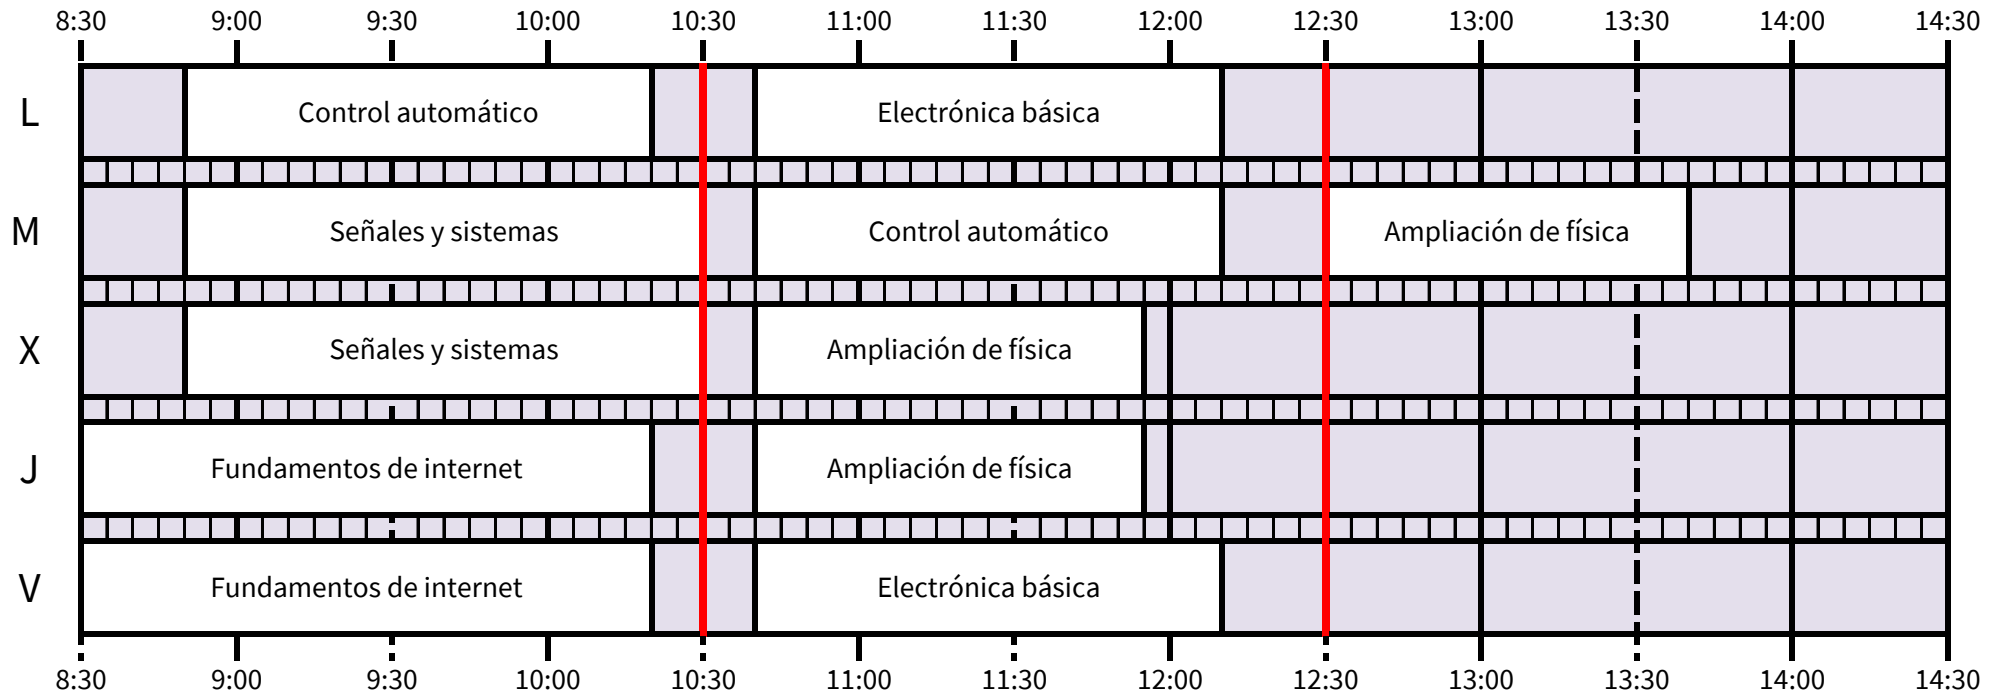 8:30 9:00 9:30 10:00 10:30 11:00 11:30 12:00 12:30 13:00 13:30 14:00 14:30
L Control automático Electrónica básica
M Señales y sistemas Control automático Ampliación de física
X Señales y sistemas Ampliación de física
J Fundamentos de internet Ampliación de física
V Fundamentos de internet Electrónica básica
8:30 9:00 9:30 10:00 10:30 11:00 11:30 12:00 12:30 13:00 13:30 14:00 14:30